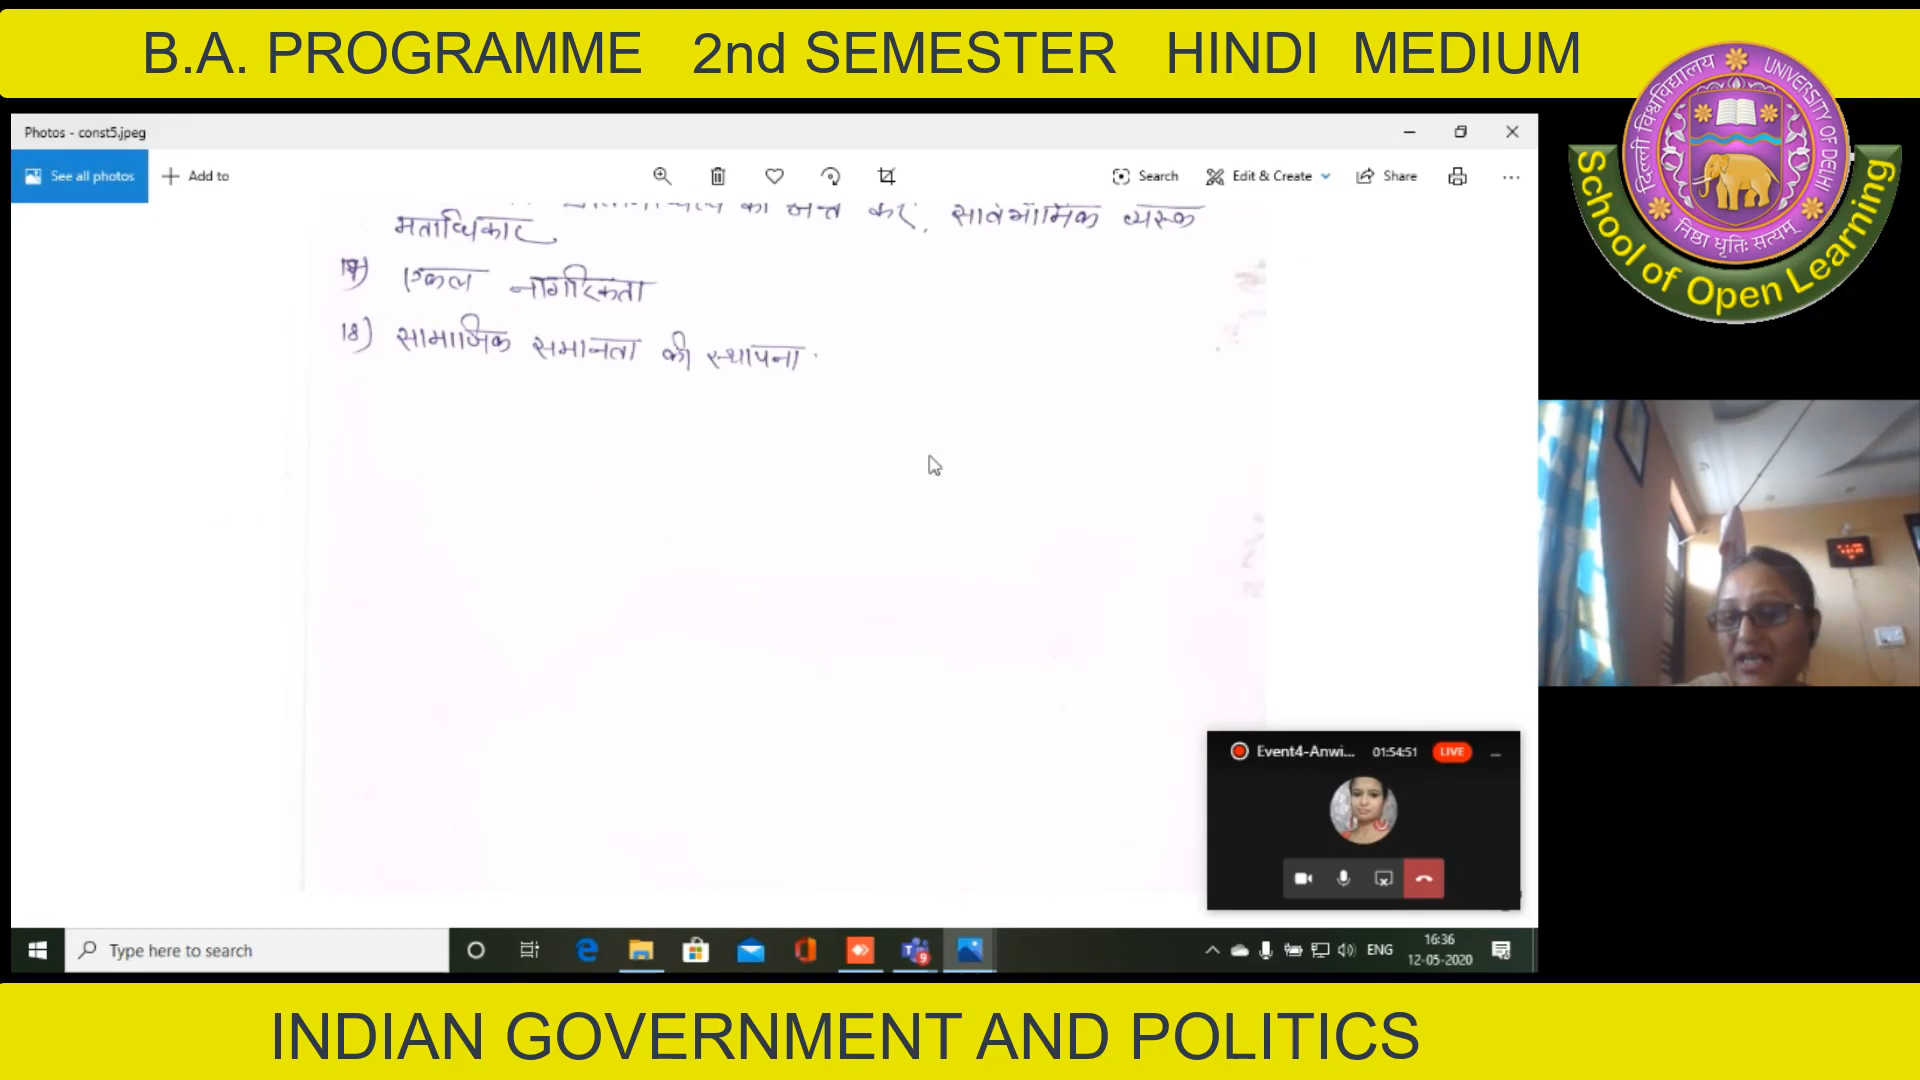 B.A. PROGRAMME 2nd SEMESTER HINDI MEDIUM
दिल्ली विश्वविद्यालय UNIVERSITY OF DELHI
निष्ठा धृतिः सत्यम्
School of Open Learning
Photos - const5.jpeg
See all photos
Add to
Search
Edit & Create
Share
का अन्त कर, सार्वभौमिक व्यस्क
मताधिकार
17) एकल नागरिकता
18) सामाजिक समानता की स्थापना.
Event4-Anwi... 01:54:51 LIVE
Type here to search
9
ENG
16:36
12-05-2020
INDIAN GOVERNMENT AND POLITICS